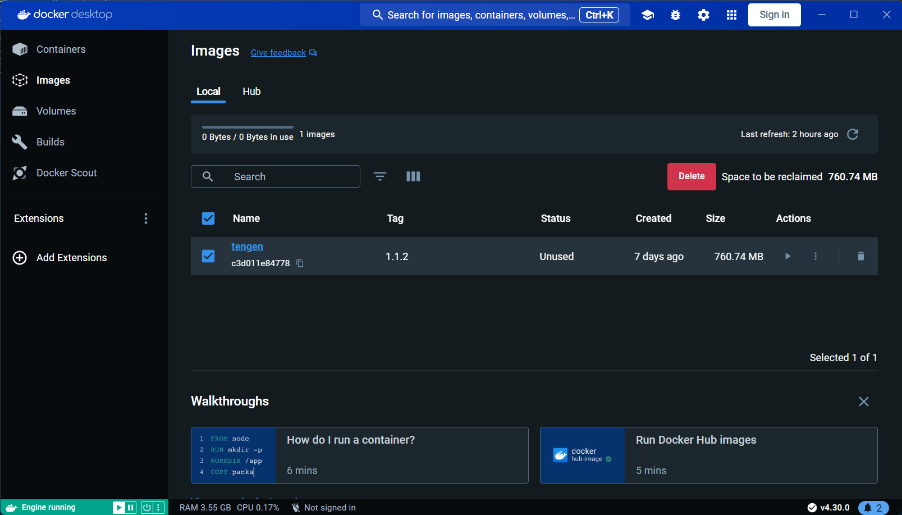 docker desktop
Search for images, containers, volumes,...
Ctrl+K
Sign in
Containers
Images
Volumes
Builds
Docker Scout
Extensions
Add Extensions
Images
Give feedback
Local
Hub
0 Bytes / 0 Bytes in use
1 images
Last refresh: 2 hours ago
Search
Delete
Space to be reclaimed 760.74 MB
Name Tag Status Created Size Actions
tengen
c3d011e84778
1.1.2 Unused 7 days ago 760.74 MB
Selected 1 of 1
Walkthroughs
1 FROM node
2 RUN mkdir -p
3 WORKDIR /app
4 COPY packa
How do I run a container?
6 mins
docker
hub-image
Run Docker Hub images
5 mins
Engine running
RAM 3.55 GB CPU 0.17%
Not signed in
v4.30.0
2